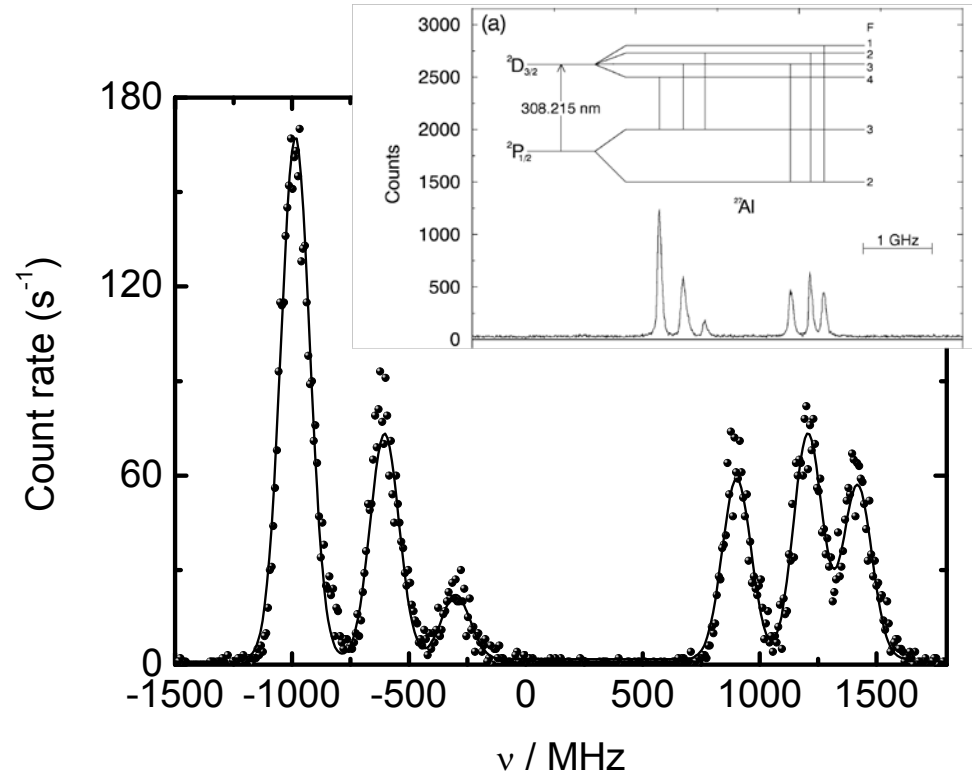 (a)
F
3000
2500
2000
1500
1000
500
0
Counts
²D3/2
1
2
3
4
308.215 nm
²P1/2
3
2
²⁷Al
1 GHz
180
120
60
0
Count rate (s⁻¹)
-1500 -1000 -500 0 500 1000 1500
ν / MHz